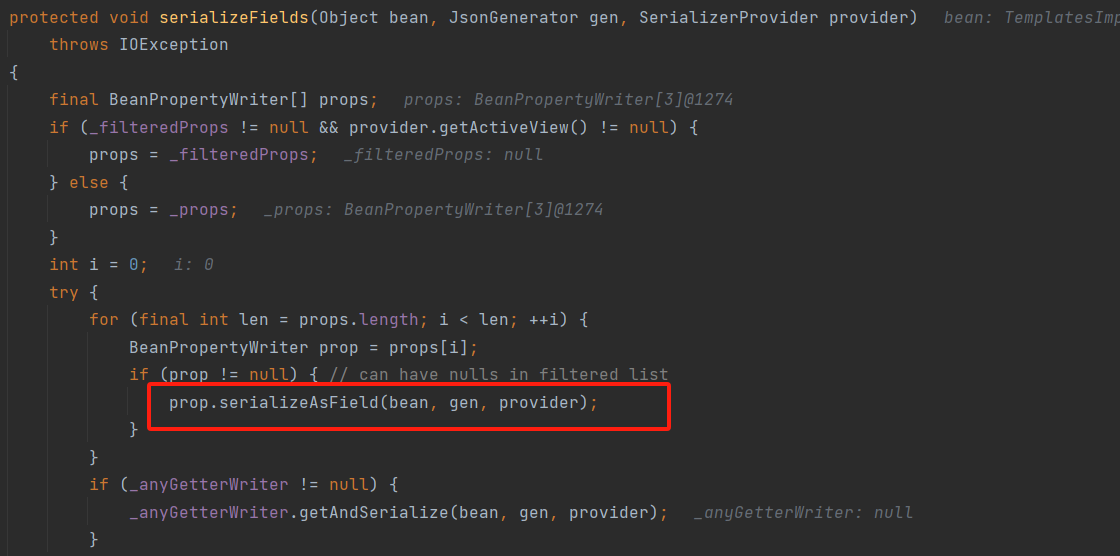 protected void serializeFields(Object bean, JsonGenerator gen, SerializerProvider provider)   bean: TemplatesImp
    throws IOException
{
    final BeanPropertyWriter[] props;   props: BeanPropertyWriter[3]@1274
    if (_filteredProps != null && provider.getActiveView() != null) {
        props = _filteredProps;   _filteredProps: null
    } else {
        props = _props;   _props: BeanPropertyWriter[3]@1274
    }
    int i = 0;   i: 0
    try {
        for (final int len = props.length; i < len; ++i) {
            BeanPropertyWriter prop = props[i];
            if (prop != null) { // can have nulls in filtered list
                prop.serializeAsField(bean, gen, provider);
            }
        }
        if (_anyGetterWriter != null) {
            _anyGetterWriter.getAndSerialize(bean, gen, provider);   _anyGetterWriter: null
        }